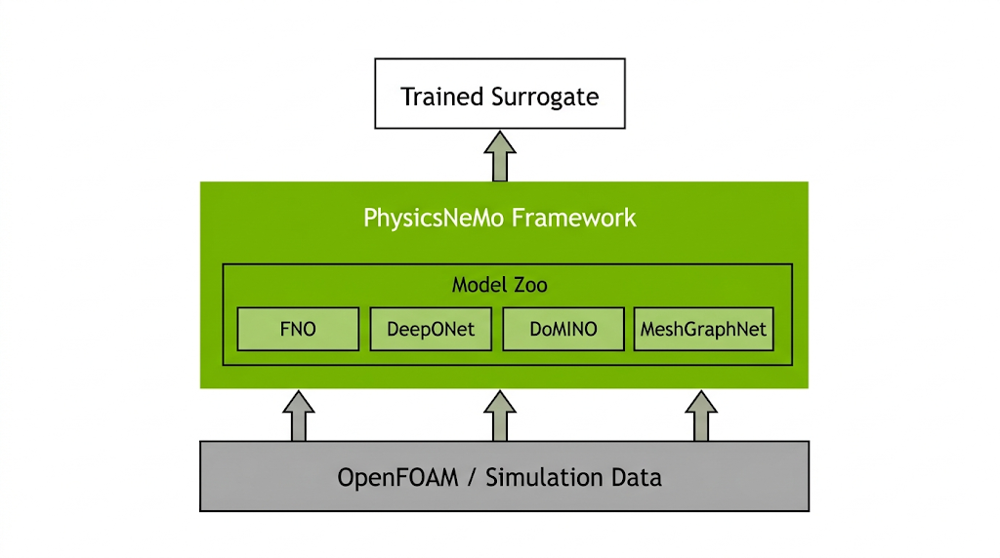 Trained Surrogate
PhysicsNeMo Framework
Model Zoo
FNO
DeepONet
DoMINO
MeshGraphNet
OpenFOAM / Simulation Data